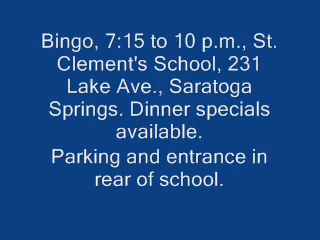 Bingo, 7:15 to 10 p.m., St.
Clement's School, 231
Lake Ave., Saratoga
Springs. Dinner specials
available.
Parking and entrance in
rear of school.